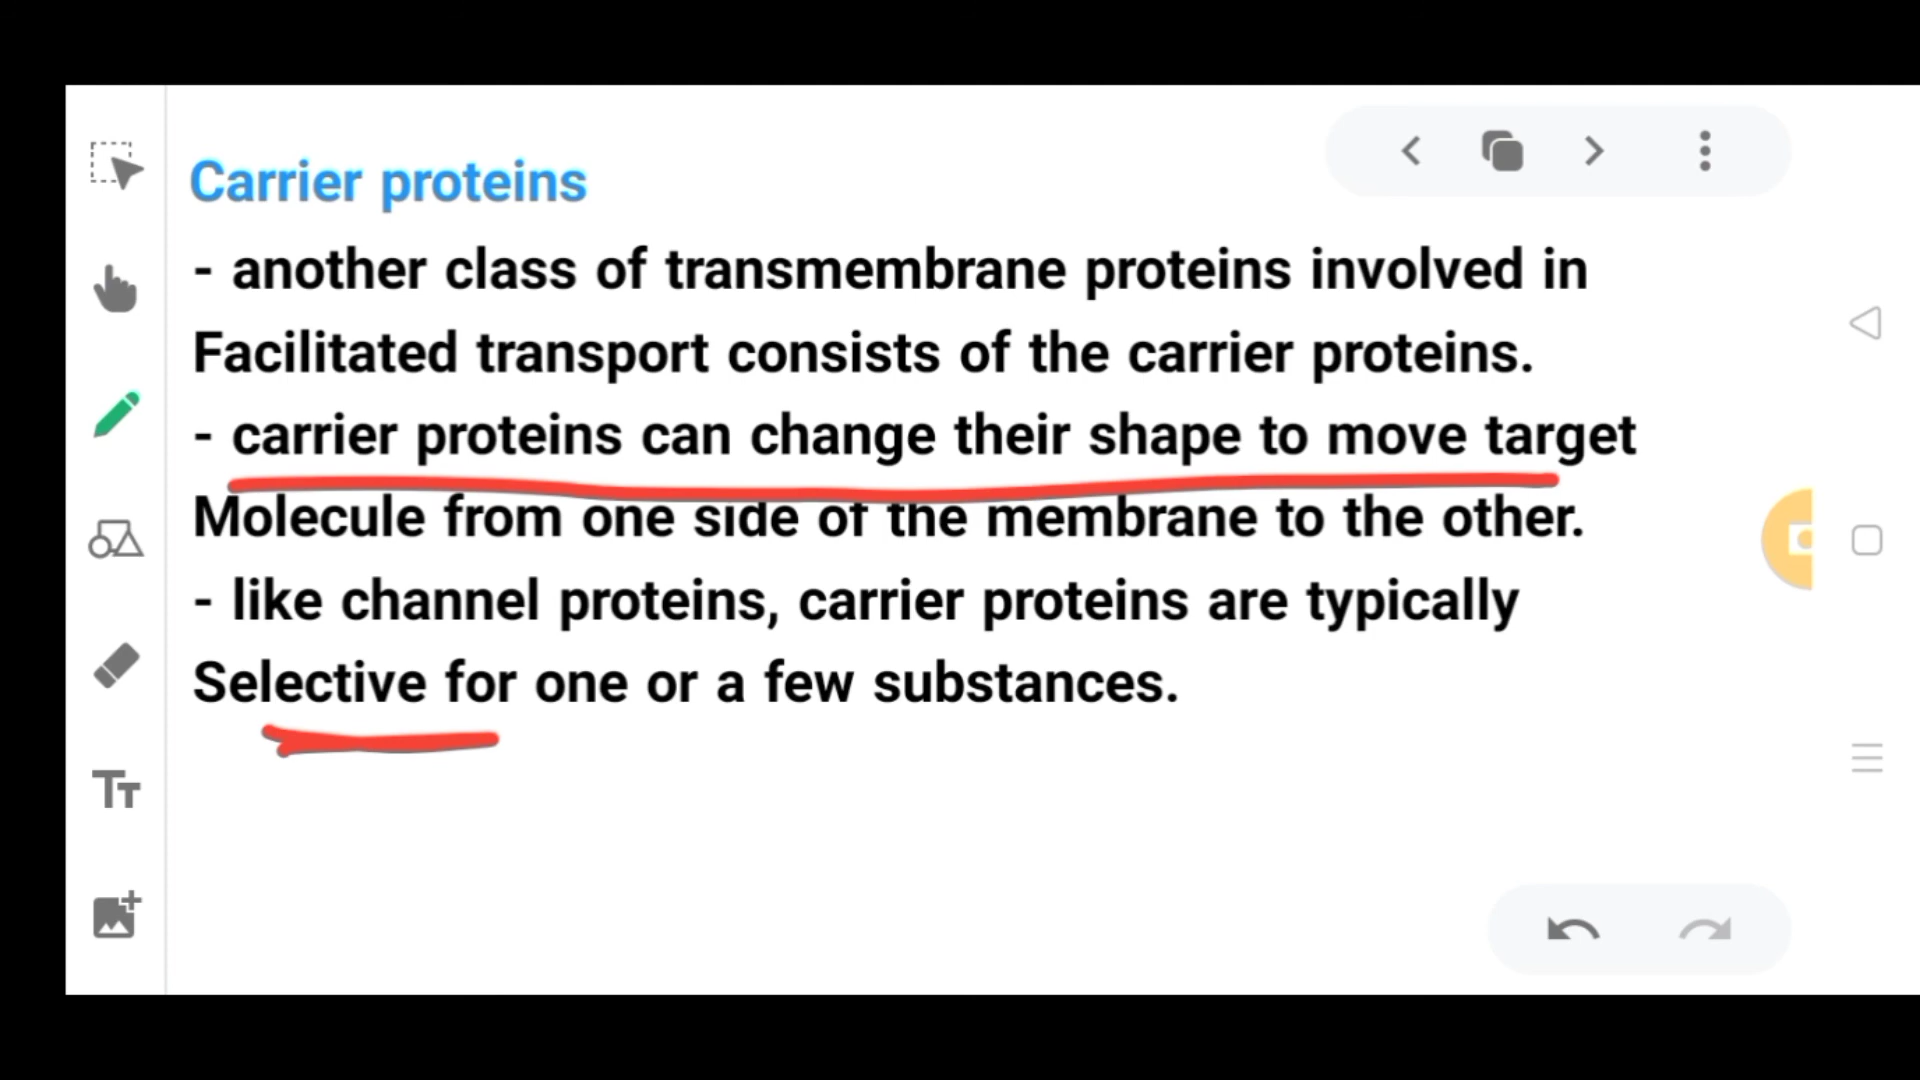 Carrier proteins
- another class of transmembrane proteins involved in
Facilitated transport consists of the carrier proteins.
- carrier proteins can change their shape to move target
Molecule from one side of the membrane to the other.
- like channel proteins, carrier proteins are typically
Selective for one or a few substances.